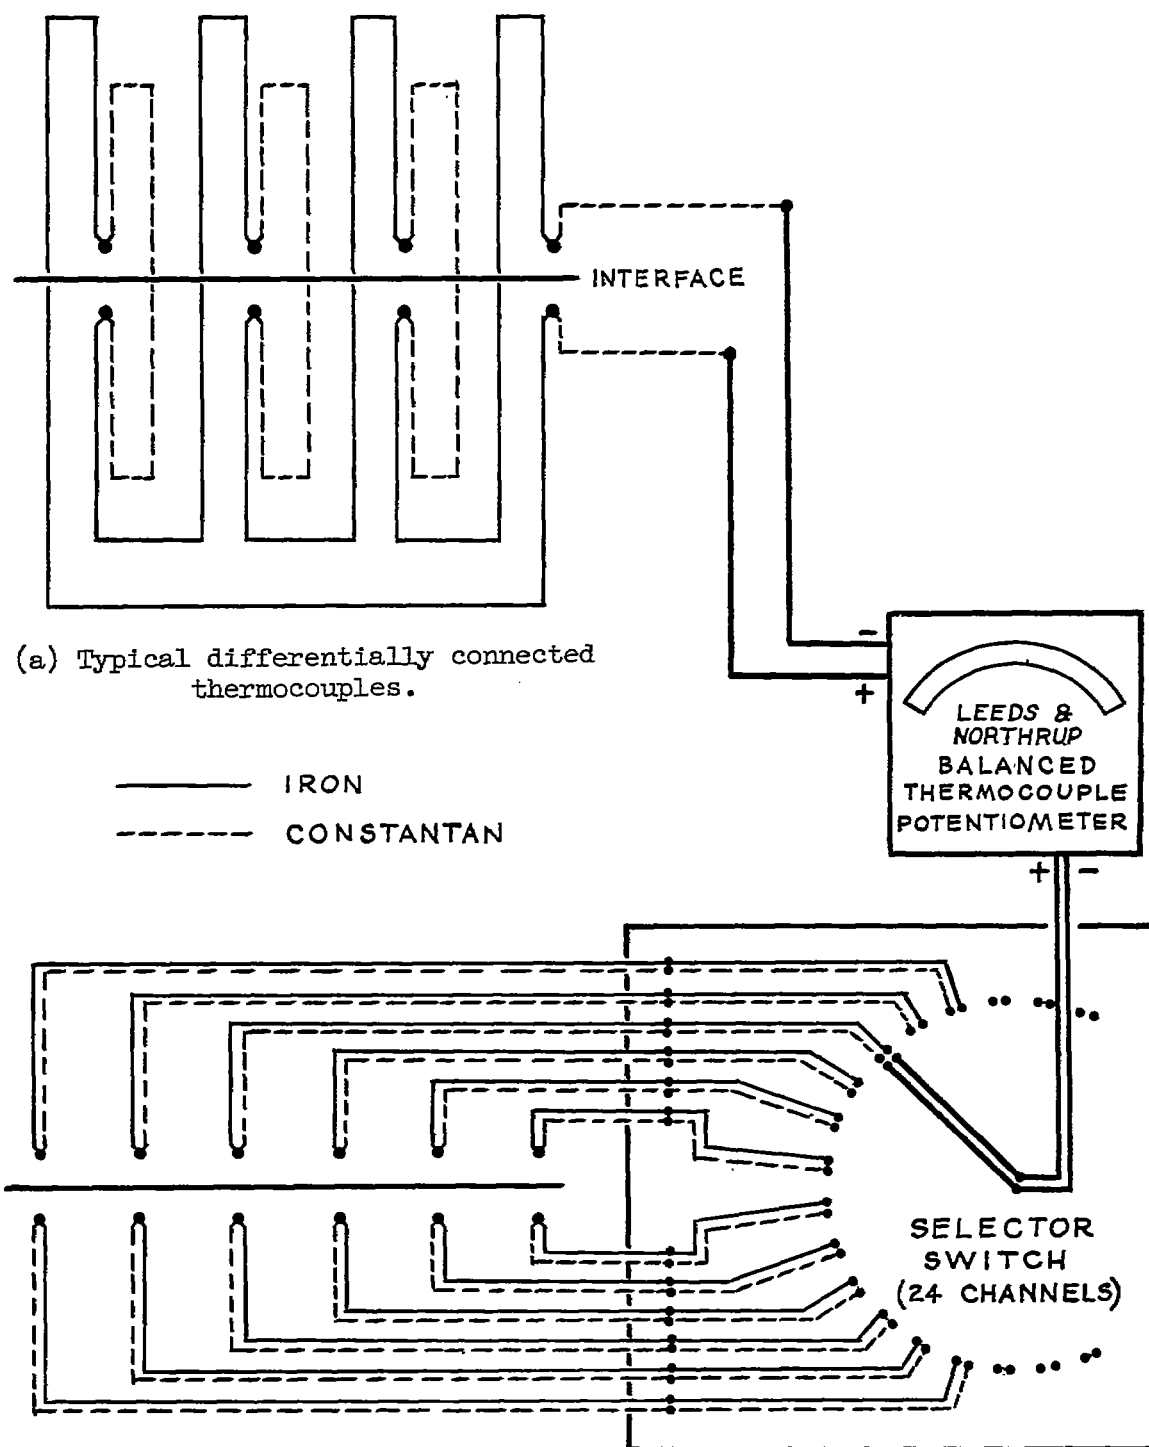 INTERFACE
(a) Typical differentially connected
thermocouples.
IRON
CONSTANTAN
-
+
LEEDS &
NORTHRUP
BALANCED
THERMOCOUPLE
POTENTIOMETER
+ -
SELECTOR
SWITCH
(24 CHANNELS)